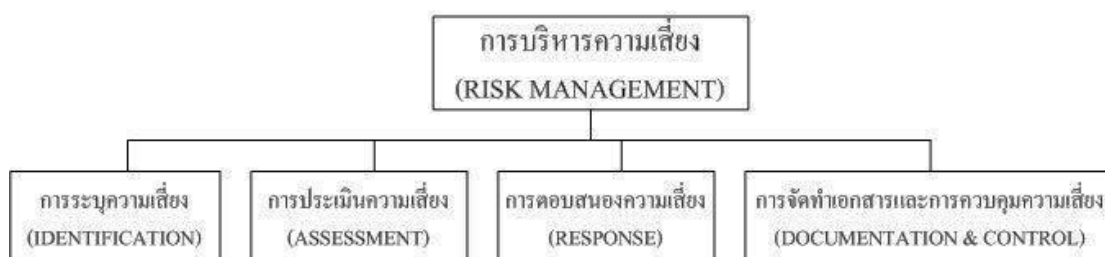 การบริหารความเสี่ยง
(RISK MANAGEMENT)
การระบุความเสี่ยง
(IDENTIFICATION)
การประเมินความเสี่ยง
(ASSESSMENT)
การตอบสนองความเสี่ยง
(RESPONSE)
การจัดทำเอกสารและการควบคุมความเสี่ยง
(DOCUMENTATION & CONTROL)